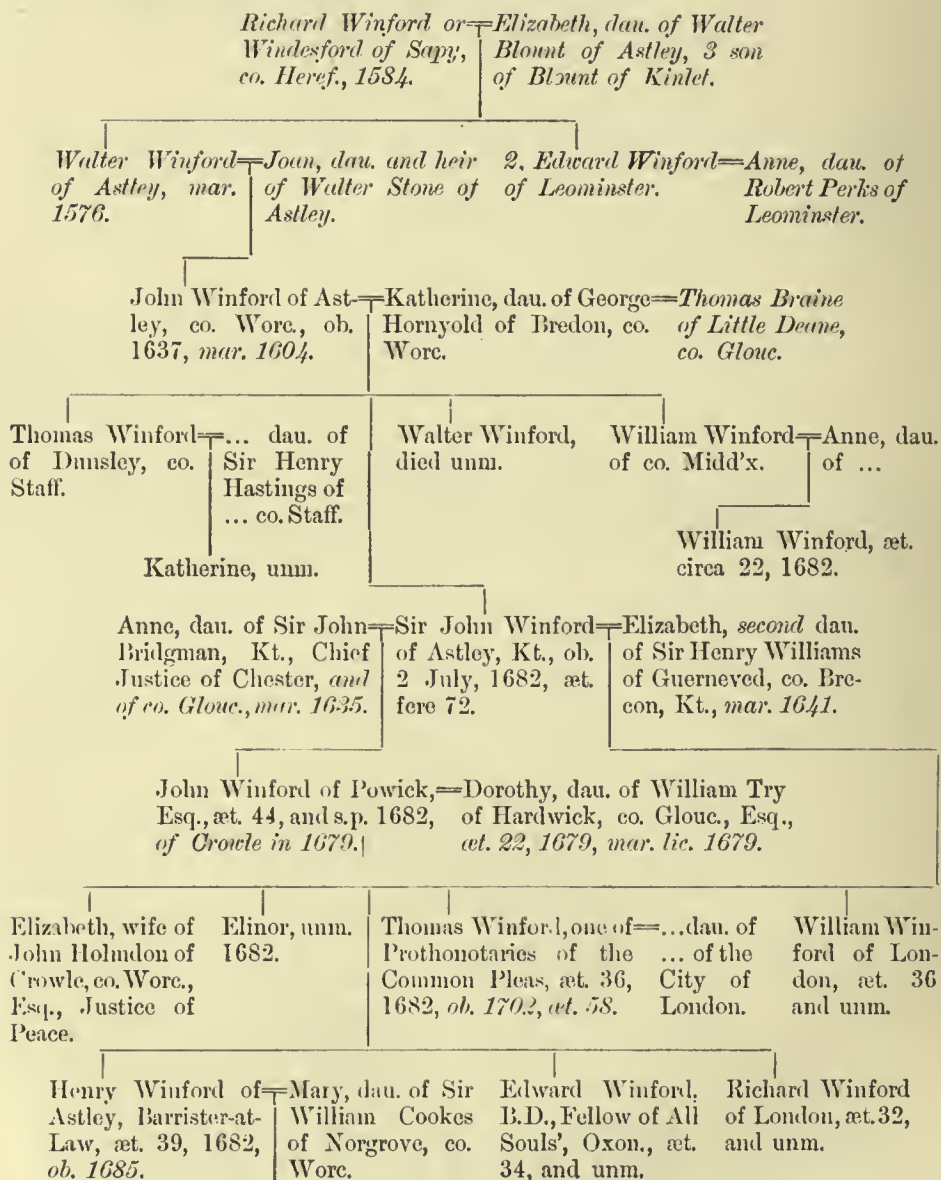 Richard Winford or
Windesford of Sapy,
co. Heref., 1584.
Elizabeth, dau. of Walter
Blount of Astley, 3 son
of Blount of Kinlet.
Walter Winford
of Astley, mar.
1576.
Joan, dau. and heir
of Walter Stone of
Astley.
2. Edward Winford
of Leominster.
Anne, dau. of
Robert Perks of
Leominster.
John Winford of Ast-
ley, co. Worc., ob.
1637, mar. 1604.
Katherine, dau. of George
Hornyold of Bredon, co.
Worc.
Thomas Braine
of Little Deane,
co. Glouc.
Thomas Winford
of Dunsley, co.
Staff.
... dau. of
Sir Henry
Hastings of
... co. Staff.
Walter Winford,
died unm.
William Winford
of co. Midd'x.
Anne, dau.
of ...
Katherine, unm.
William Winford, æt.
circa 22, 1682.
Anne, dau. of Sir John
Bridgman, Kt., Chief
Justice of Chester, and
of co. Glouc., mar. 1635.
Sir John Winford
of Astley, Kt., ob.
2 July, 1682, æt.
fere 72.
Elizabeth, second dau.
of Sir Henry Williams
of Guerneved, co. Bre-
con, Kt., mar. 1641.
John Winford of Powick,
Esq., æt. 44, and s.p. 1682,
of Crowle in 1679.
Dorothy, dau. of William Try
of Hardwick, co. Glouc., Esq.,
æt. 22, 1679, mar. lic. 1679.
Elizabeth, wife of
John Holmdon of
Crowle, co. Worc.,
Esq., Justice of
Peace.
Elinor, unm.
1682.
Thomas Winford, one of
Prothonotaries of the
Common Pleas, æt. 36,
1682, ob. 1702, æt. 58.
...dau. of
... of the
City of
London.
William Win-
ford of Lon-
don, æt. 36
and unm.
Henry Winford of
Astley, Barrister-at-
Law, æt. 39, 1682,
ob. 1685.
Mary, dau. of Sir
William Cookes
of Norgrove, co.
Worc.
Edward Winford,
B.D., Fellow of All
Souls', Oxon., æt.
34, and unm.
Richard Winford
of London, æt. 32,
and unm.